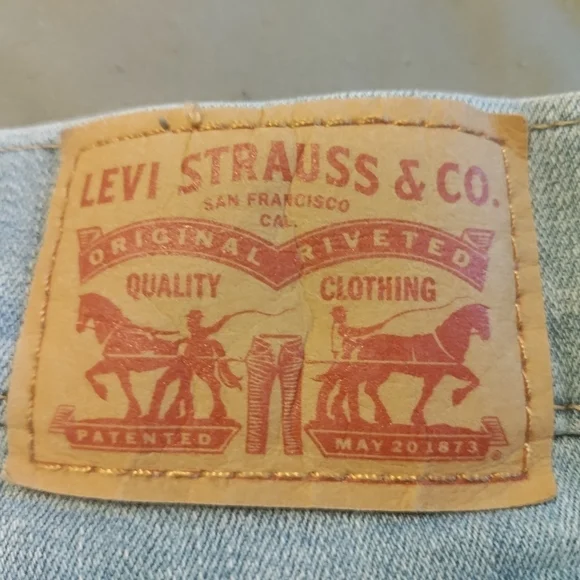 LEVI STRAUSS & CO.
SAN FRANCISCO
CAL.
ORIGINAL RIVETED
QUALITY CLOTHING
PATENTED MAY 20 1873
®